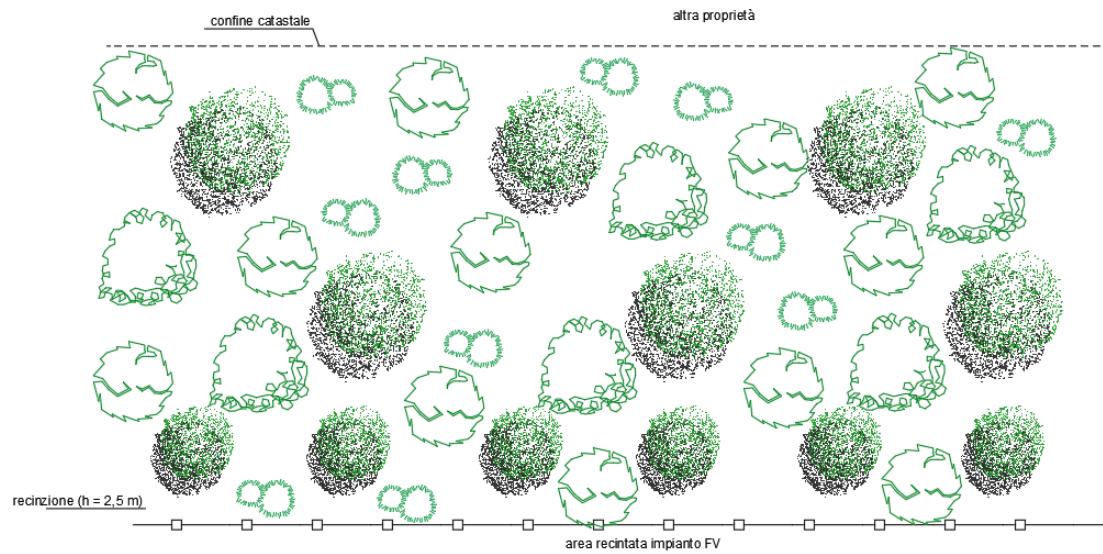 altra proprietà
confine catastale
recinzione (h = 2,5 m)
area recintata impianto FV